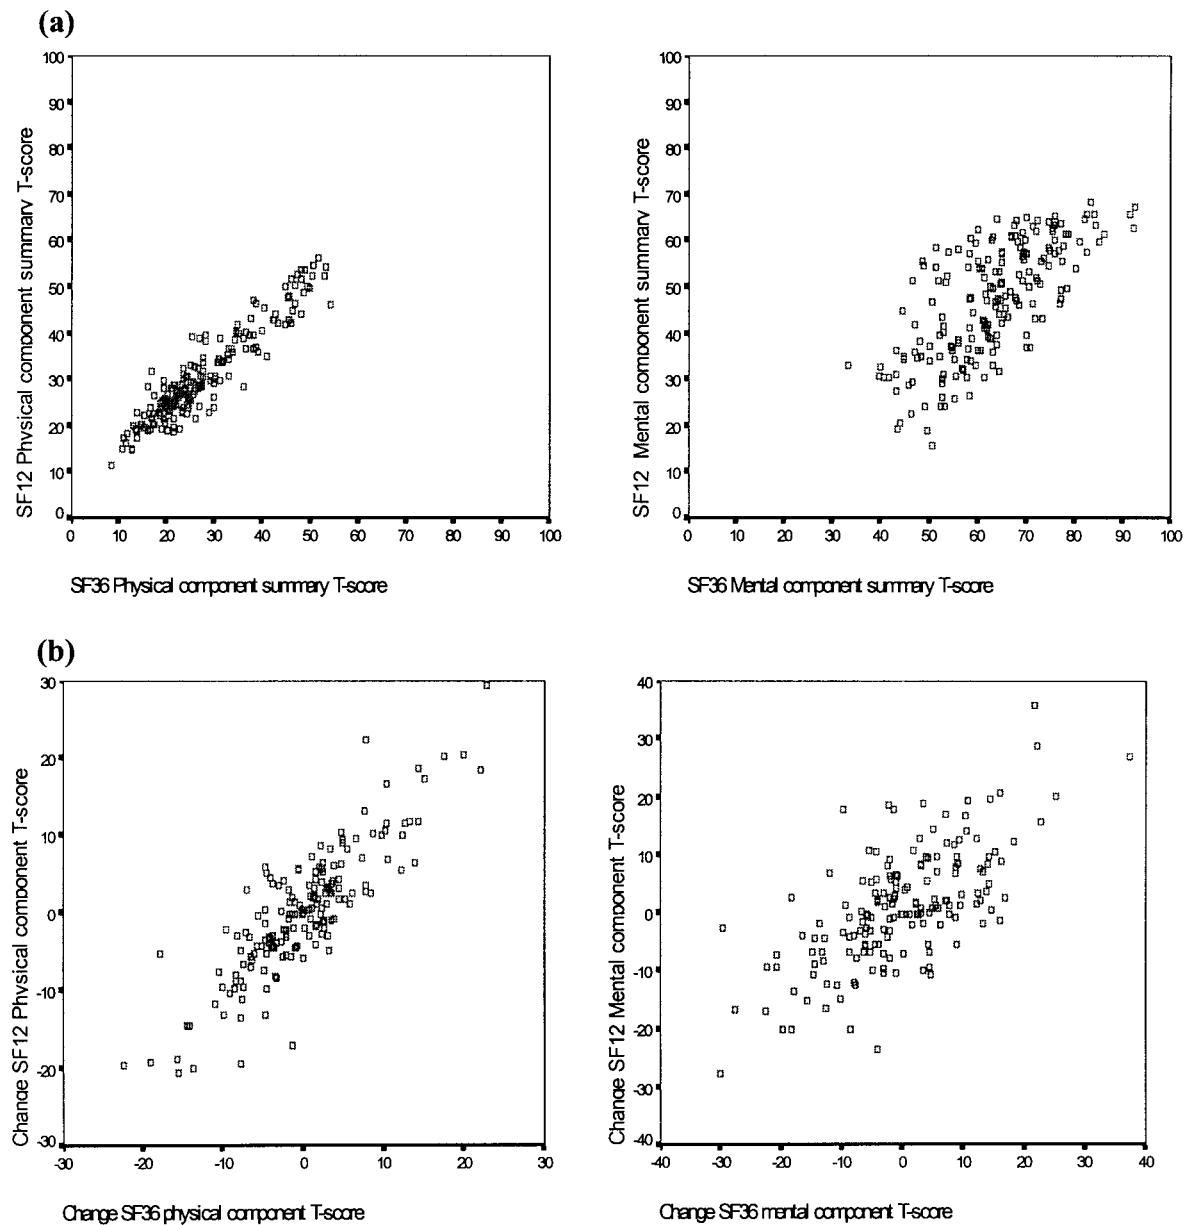 (a)
SF12 Physical component summary T-score
100
90
80
70
60
50
40
30
20
10
0
0 10 20 30 40 50 60 70 80 90 100
SF36 Physical component summary T-score
SF12 Mental component summary T-score
100
90
80
70
60
50
40
30
20
10
0
0 10 20 30 40 50 60 70 80 90 100
SF36 Mental component summary T-score
(b)
Change SF12 Physical component T-score
30
20
10
0
-10
-20
-30
-30 -20 -10 0 10 20 30
Change SF36 physical component T-score
Change SF12 Mental component T-score
40
30
20
10
0
-10
-20
-30
-40
-40 -30 -20 -10 0 10 20 30 40
Change SF36 mental component T-score